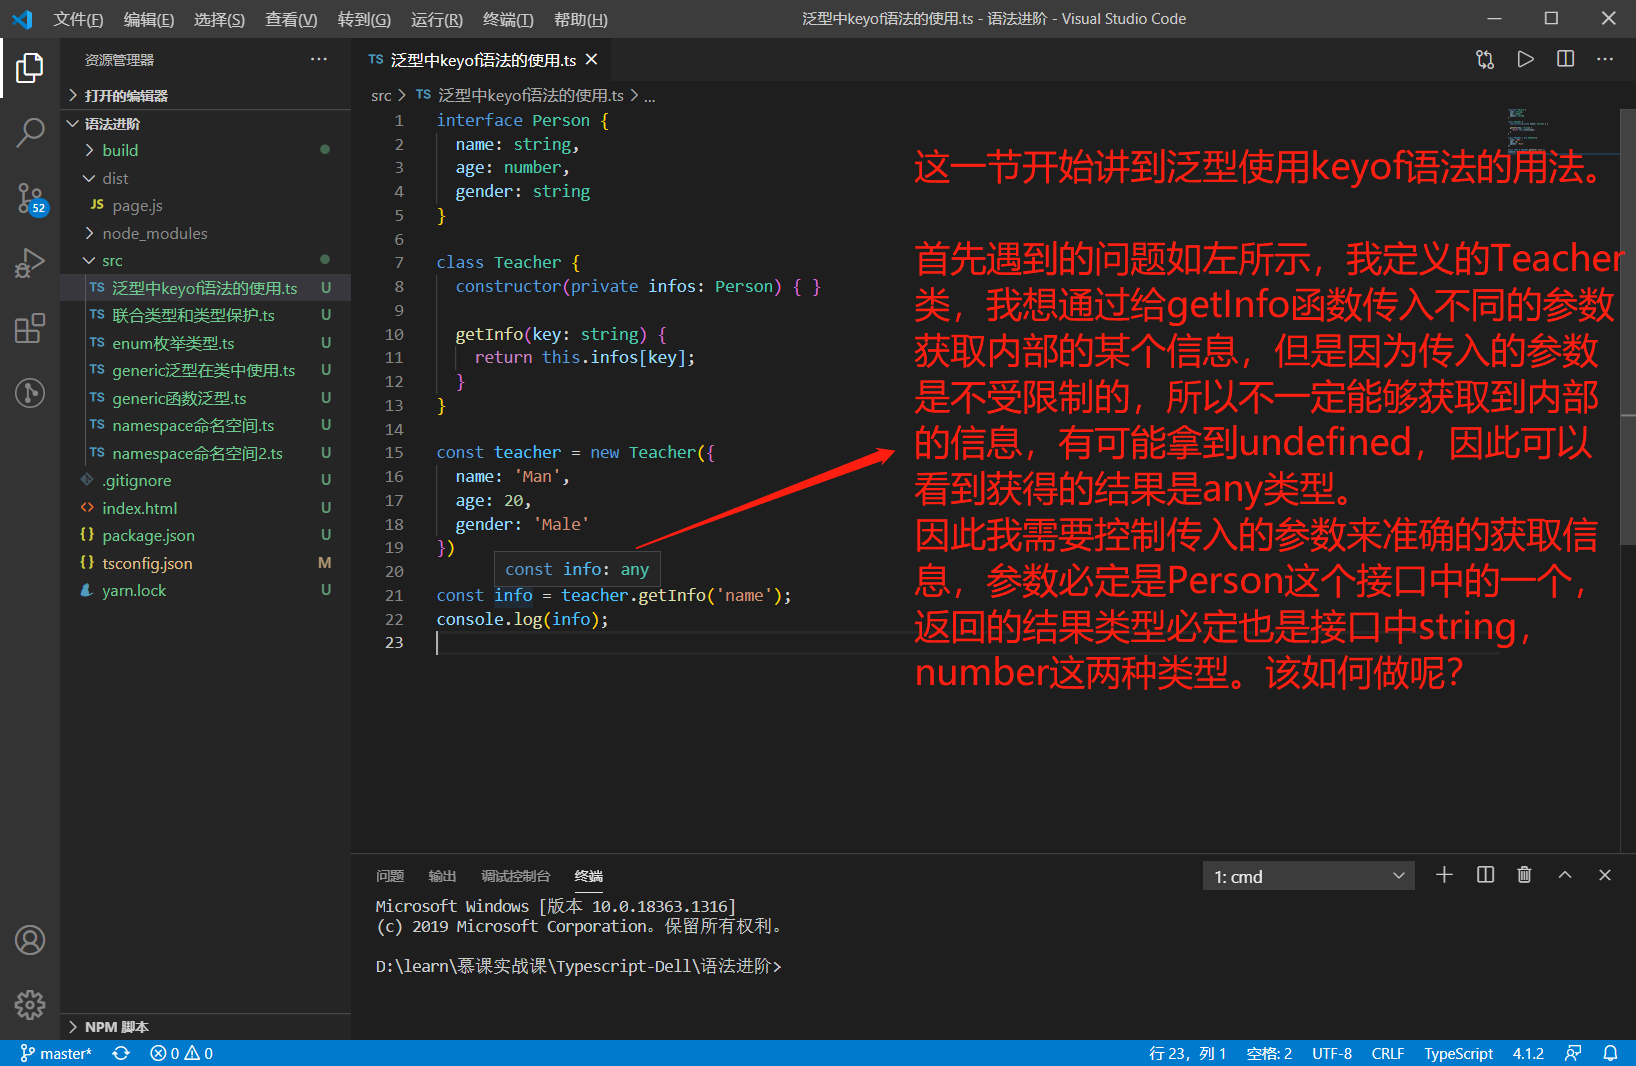 文件(F) 编辑(E) 选择(S) 查看(V) 转到(G) 运行(R) 终端(T) 帮助(H) 泛型中keyof语法的使用.ts - 语法进阶 - Visual Studio Code
资源管理器
打开的编辑器
语法进阶
build
dist
JS page.js
node_modules
src
TS 泛型中keyof语法的使用.ts U
TS 联合类型和类型保护.ts U
TS enum枚举类型.ts U
TS generic泛型在类中使用.ts U
TS generic函数泛型.ts U
TS namespace命名空间.ts U
TS namespace命名空间2.ts U
.gitignore U
<> index.html U
{} package.json U
{} tsconfig.json M
yarn.lock U
NPM 脚本
52
TS 泛型中keyof语法的使用.ts
src > TS 泛型中keyof语法的使用.ts > ...
1 interface Person {
2 name: string,
3 age: number,
4 gender: string
5 }
6
7 class Teacher {
8 constructor(private infos: Person) { }
9
10 getInfo(key: string) {
11 return this.infos[key];
12 }
13 }
14
15 const teacher = new Teacher({
16 name: 'Man',
17 age: 20,
18 gender: 'Male'
19 })
20
const info: any
21 const info = teacher.getInfo('name');
22 console.log(info);
23
这一节开始讲到泛型使用keyof语法的用法。
首先遇到的问题如左所示，我定义的Teacher
类，我想通过给getInfo函数传入不同的参数
获取内部的某个信息，但是因为传入的参数
是不受限制的，所以不一定能够获取到内部
的信息，有可能拿到undefined，因此可以
看到获得的结果是any类型。
因此我需要控制传入的参数来准确的获取信
息，参数必定是Person这个接口中的一个，
返回的结果类型必定也是接口中string，
number这两种类型。该如何做呢？
问题 输出 调试控制台 终端 1: cmd
Microsoft Windows [版本 10.0.18363.1316]
(c) 2019 Microsoft Corporation。保留所有权利。
D:\learn\慕课实战课\Typescript-Dell\语法进阶>
master* 0 0 行 23，列 1 空格: 2 UTF-8 CRLF TypeScript 4.1.2